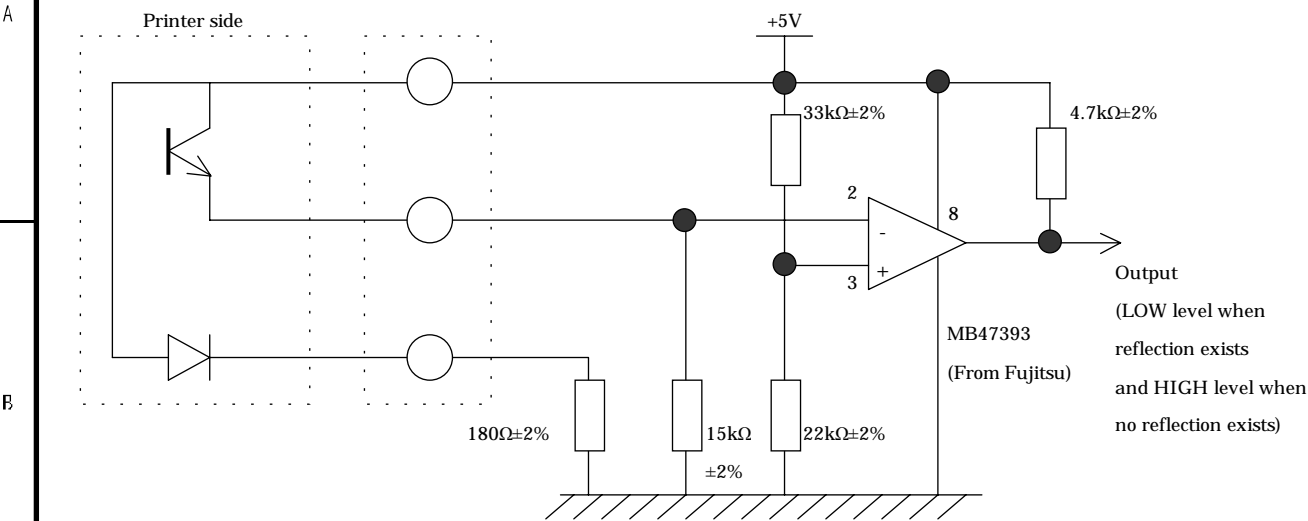 A
Printer side
+5V
33kΩ±2%
4.7kΩ±2%
2
8
-
+
3
Output
(LOW level when
reflection exists
and HIGH level when
no reflection exists)
MB47393
(From Fujitsu)
B
180Ω±2%
15kΩ
±2%
22kΩ±2%